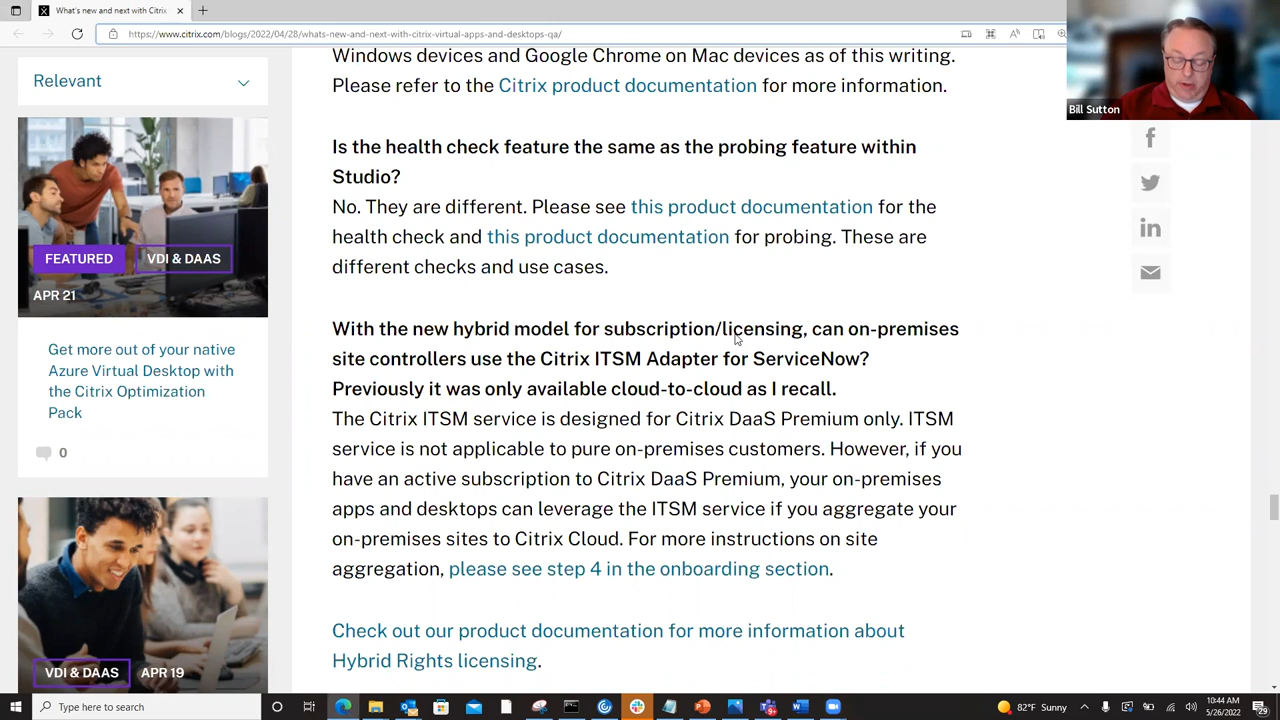 What's new and next with Citrix
https://www.citrix.com/blogs/2022/04/28/whats-new-and-next-with-citrix-virtual-apps-and-desktops-qa/
Bill Sutton
Relevant
FEATURED
VDI & DAAS
APR 21
Get more out of your native
Azure Virtual Desktop with
the Citrix Optimization
Pack
0
VDI & DAAS
APR 19
Windows devices and Google Chrome on Mac devices as of this writing.
Please refer to the Citrix product documentation for more information.
Is the health check feature the same as the probing feature within
Studio?
No. They are different. Please see this product documentation for the
health check and this product documentation for probing. These are
different checks and use cases.
With the new hybrid model for subscription/licensing, can on-premises
site controllers use the Citrix ITSM Adapter for ServiceNow?
Previously it was only available cloud-to-cloud as I recall.
The Citrix ITSM service is designed for Citrix DaaS Premium only. ITSM
service is not applicable to pure on-premises customers. However, if you
have an active subscription to Citrix DaaS Premium, your on-premises
apps and desktops can leverage the ITSM service if you aggregate your
on-premises sites to Citrix Cloud. For more instructions on site
aggregation, please see step 4 in the onboarding section.
Check out our product documentation for more information about
Hybrid Rights licensing.
Type here to search
82°F Sunny
10:44 AM
5/26/2022
29